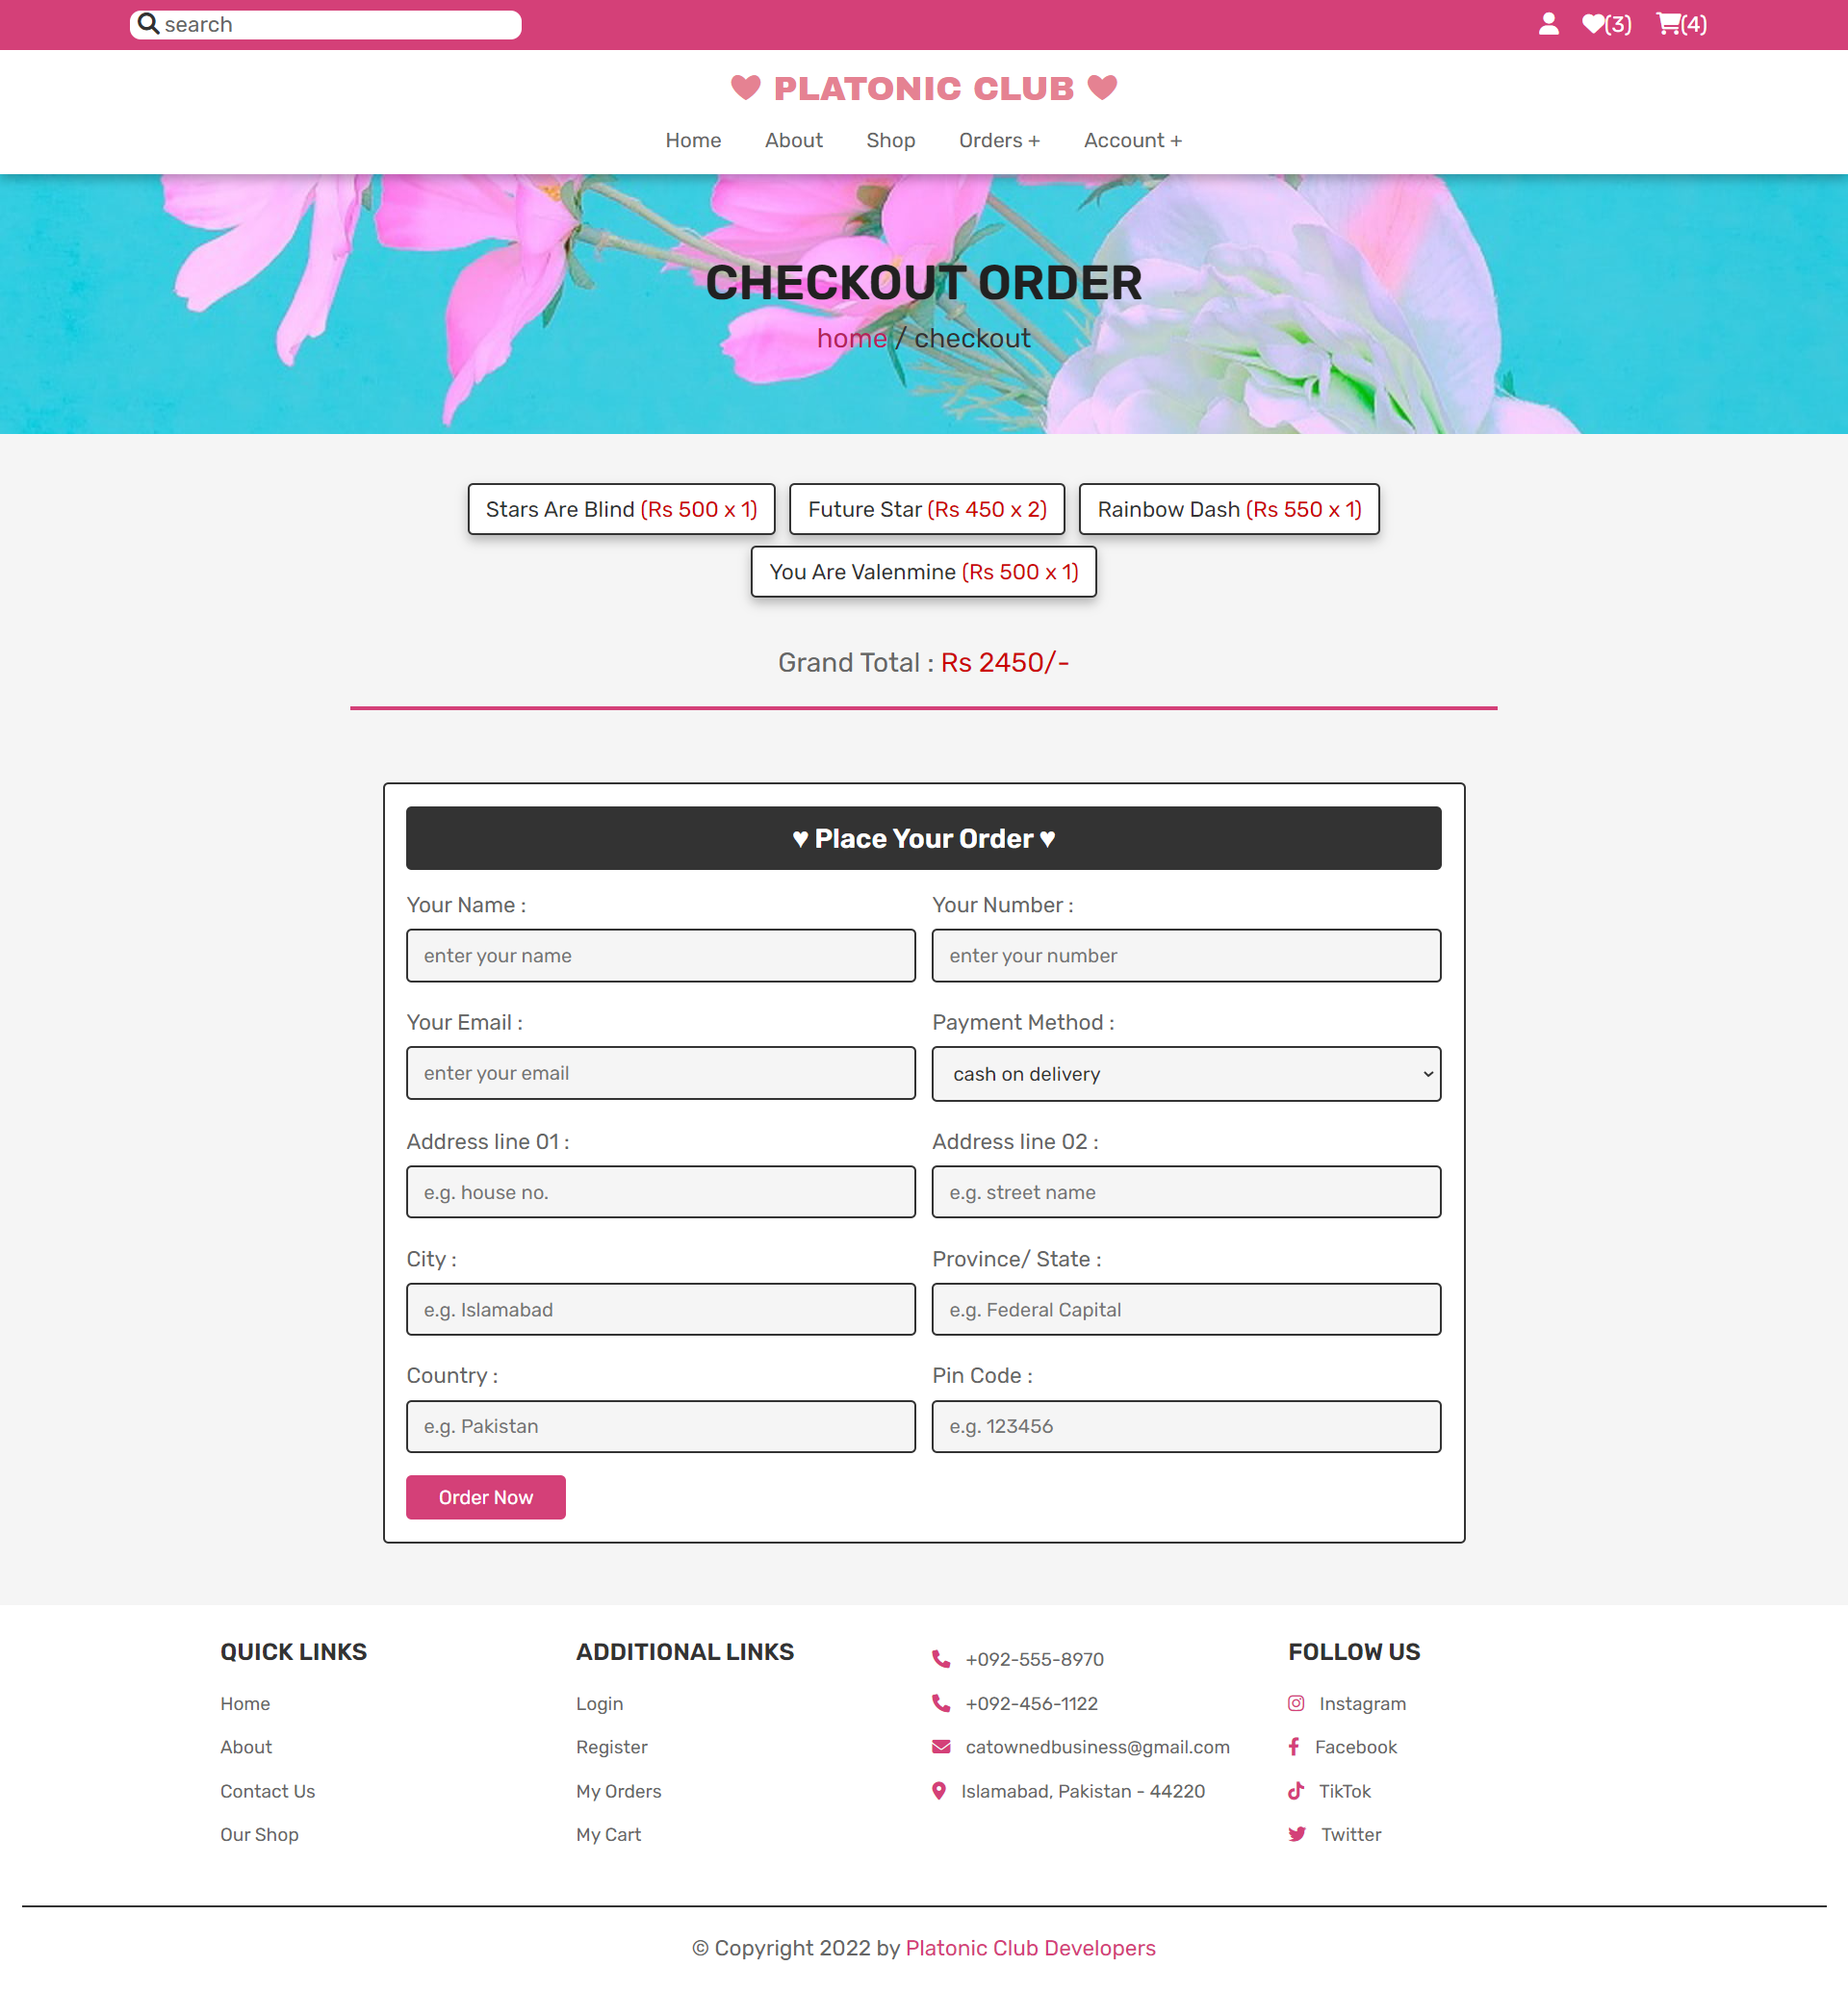 search
(3) (4)
PLATONIC CLUB
Home About Shop Orders + Account +
CHECKOUT ORDER
home / checkout
Stars Are Blind (Rs 500 x 1) Future Star (Rs 450 x 2) Rainbow Dash (Rs 550 x 1)
You Are Valenmine (Rs 500 x 1)
Grand Total : Rs 2450/-
♥ Place Your Order ♥
Your Name : Your Number :
enter your name enter your number
Your Email : Payment Method :
enter your email cash on delivery
Address line 01 : Address line 02 :
e.g. house no. e.g. street name
City : Province/ State :
e.g. Islamabad e.g. Federal Capital
Country : Pin Code :
e.g. Pakistan e.g. 123456
Order Now
QUICK LINKS
Home
About
Contact Us
Our Shop
ADDITIONAL LINKS
Login
Register
My Orders
My Cart
+092-555-8970
+092-456-1122
catownedbusiness@gmail.com
Islamabad, Pakistan - 44220
FOLLOW US
Instagram
Facebook
TikTok
Twitter
© Copyright 2022 by Platonic Club Developers